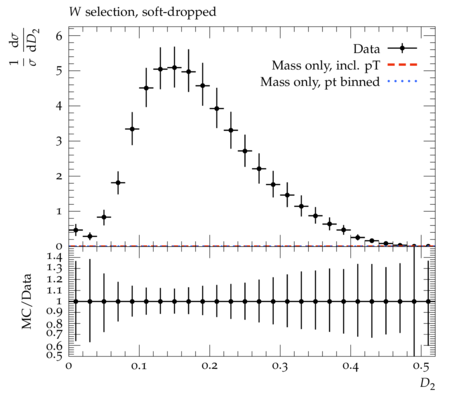 W selection, soft-dropped
1/σ dσ/dD₂
Data
Mass only, incl. pT
Mass only, pt binned
6
5
4
3
2
1
0
MC/Data
1.4
1.3
1.2
1.1
1
0.9
0.8
0.7
0.6
0.5
0 0.1 0.2 0.3 0.4 0.5
D₂